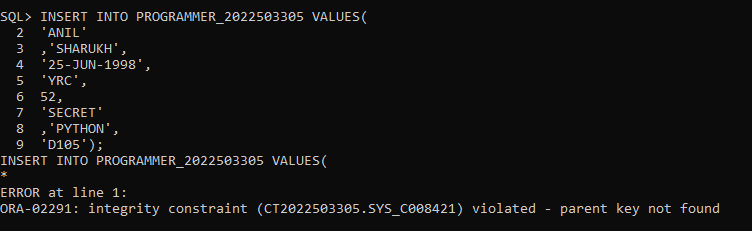 SQL> INSERT INTO PROGRAMMER_2022503305 VALUES(
2 'ANIL'
3 ,'SHARUKH',
4 '25-JUN-1998',
5 'YRC',
6 52,
7 'SECRET'
8 ,'PYTHON',
9 'D105');
INSERT INTO PROGRAMMER_2022503305 VALUES(
*
ERROR at line 1:
ORA-02291: integrity constraint (CT2022503305.SYS_C008421) violated - parent key not found